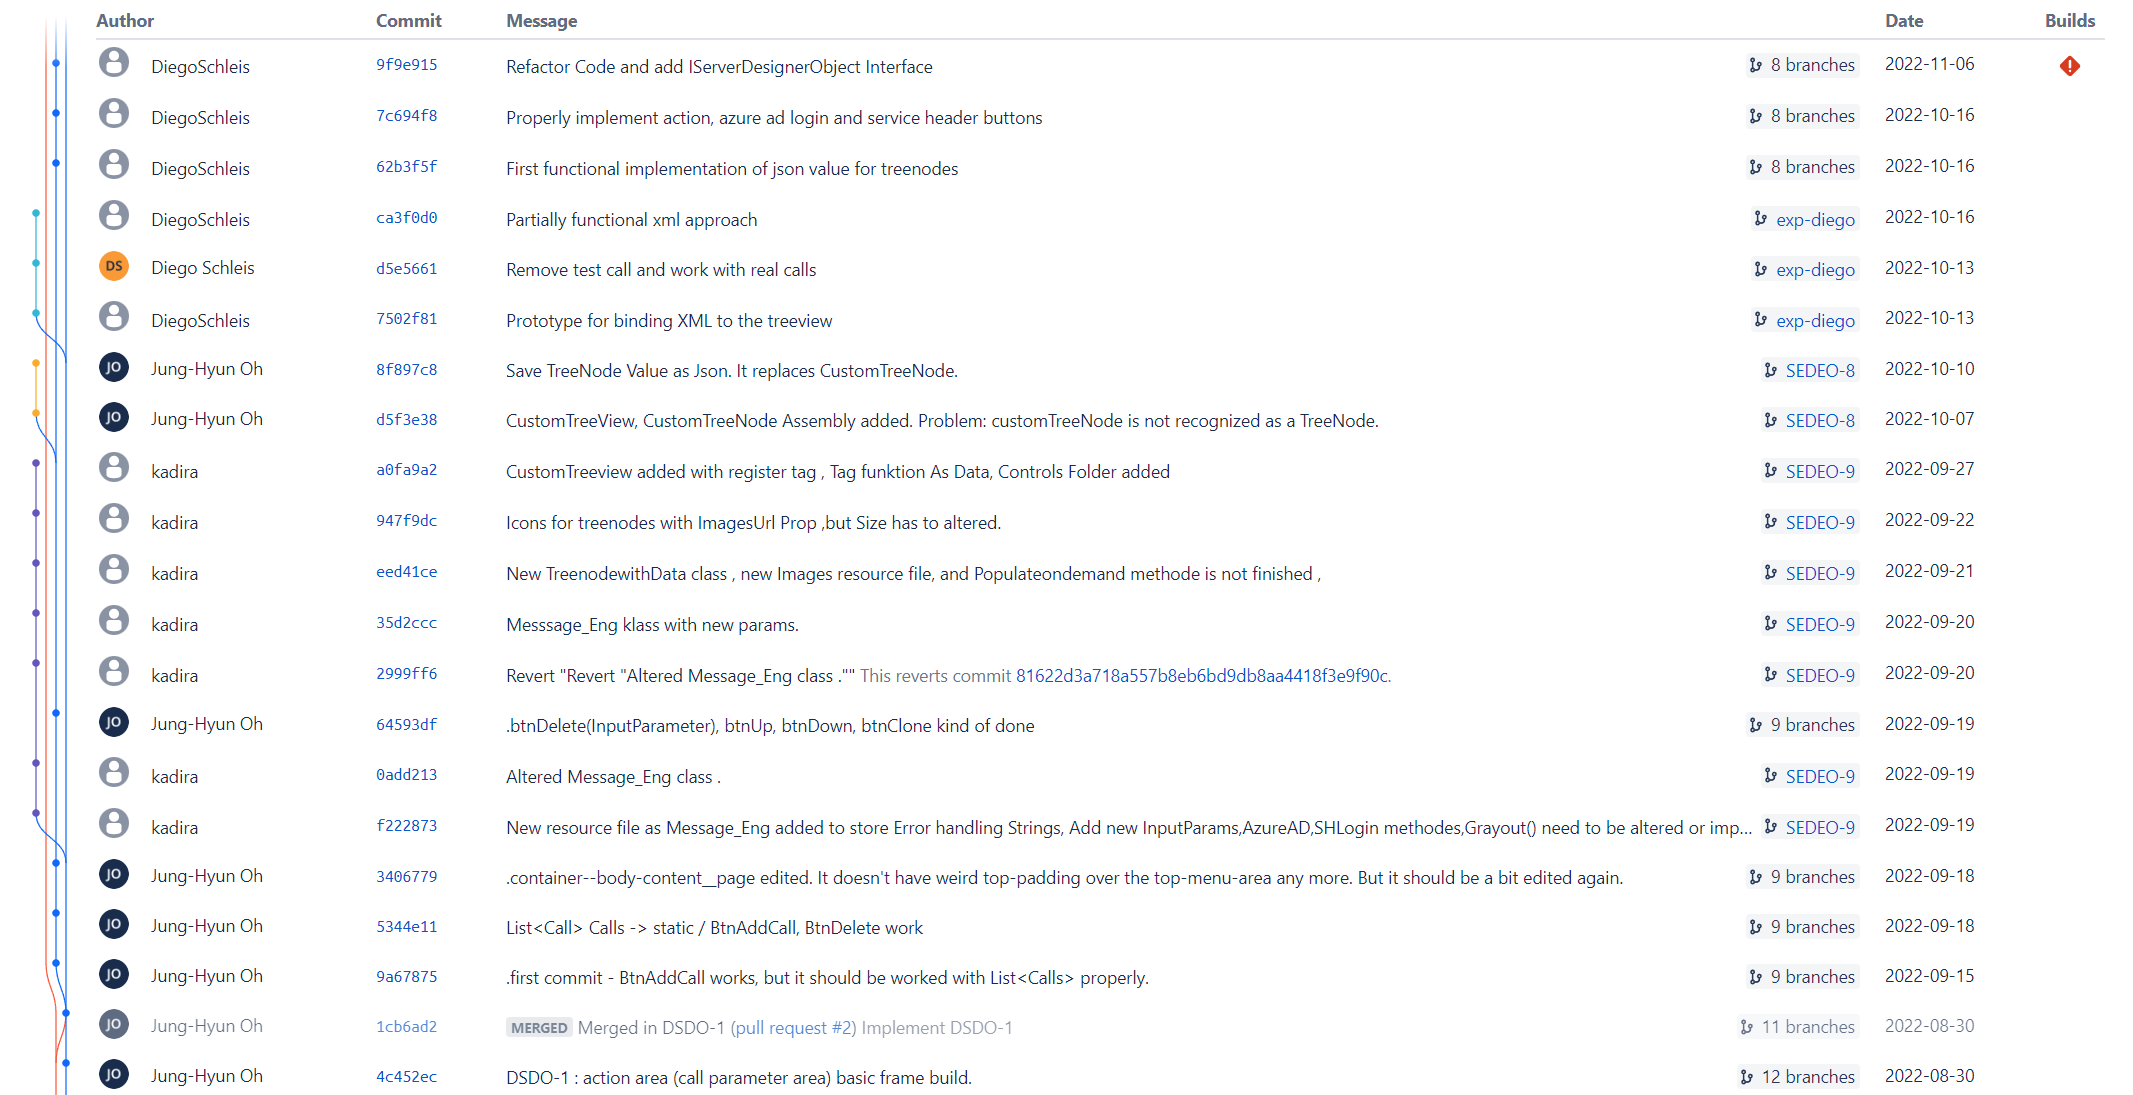 Author Commit Message Date Builds
DiegoSchleis 9f9e915 Refactor Code and add IServerDesignerObject Interface 8 branches 2022-11-06
DiegoSchleis 7c694f8 Properly implement action, azure ad login and service header buttons 8 branches 2022-10-16
DiegoSchleis 62b3f5f First functional implementation of json value for treenodes 8 branches 2022-10-16
DiegoSchleis ca3f0d0 Partially functional xml approach exp-diego 2022-10-16
DS Diego Schleis d5e5661 Remove test call and work with real calls exp-diego 2022-10-13
DiegoSchleis 7502f81 Prototype for binding XML to the treeview exp-diego 2022-10-13
JO Jung-Hyun Oh 8f897c8 Save TreeNode Value as Json. It replaces CustomTreeNode. SEDEO-8 2022-10-10
JO Jung-Hyun Oh d5f3e38 CustomTreeView, CustomTreeNode Assembly added. Problem: customTreeNode is not recognized as a TreeNode. SEDEO-8 2022-10-07
kadira a0fa9a2 CustomTreeview added with register tag , Tag funktion As Data, Controls Folder added SEDEO-9 2022-09-27
kadira 947f9dc Icons for treenodes with ImagesUrl Prop ,but Size has to altered. SEDEO-9 2022-09-22
kadira eed41ce New TreenodewithData class , new Images resource file, and Populateondemand methode is not finished , SEDEO-9 2022-09-21
kadira 35d2ccc Messsage_Eng klass with new params. SEDEO-9 2022-09-20
kadira 2999ff6 Revert "Revert "Altered Message_Eng class ."" This reverts commit 81622d3a718a557b8eb6bd9db8aa4418f3e9f90c. SEDEO-9 2022-09-20
JO Jung-Hyun Oh 64593df .btnDelete(InputParameter), btnUp, btnDown, btnClone kind of done 9 branches 2022-09-19
kadira 0add213 Altered Message_Eng class . SEDEO-9 2022-09-19
kadira f222873 New resource file as Message_Eng added to store Error handling Strings, Add new InputParams,AzureAD,SHLogin methodes,Grayout() need to be altered or imp... SEDEO-9 2022-09-19
JO Jung-Hyun Oh 3406779 .container--body-content__page edited. It doesn't have weird top-padding over the top-menu-area any more. But it should be a bit edited again. 9 branches 2022-09-18
JO Jung-Hyun Oh 5344e11 List<Call> Calls -> static / BtnAddCall, BtnDelete work 9 branches 2022-09-18
JO Jung-Hyun Oh 9a67875 .first commit - BtnAddCall works, but it should be worked with List<Calls> properly. 9 branches 2022-09-15
JO Jung-Hyun Oh 1cb6ad2 MERGED Merged in DSDO-1 (pull request #2) Implement DSDO-1 11 branches 2022-08-30
JO Jung-Hyun Oh 4c452ec DSDO-1 : action area (call parameter area) basic frame build. 12 branches 2022-08-30